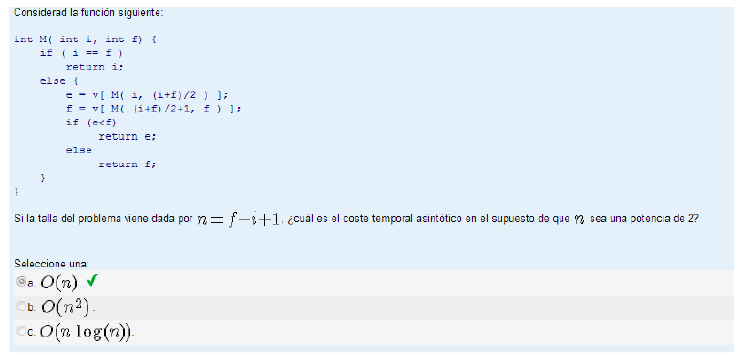 Considerad la función siguiente:
int M( int i, int f) {
if ( i == f )
return i;
else {
e = v[ M( i, (i+f)/2 ) ];
f = v[ M( (i+f)/2+1, f ) ];
if (e<f)
return e;
else
return f;
}
}
Si la talla del problema viene dada por n = f−i+1, ¿cuál es el coste temporal asintótico en el supuesto de que n sea una potencia de 2?
Seleccione una:
a. O(n). ✔
b. O(n²).
c. O(n log(n)).